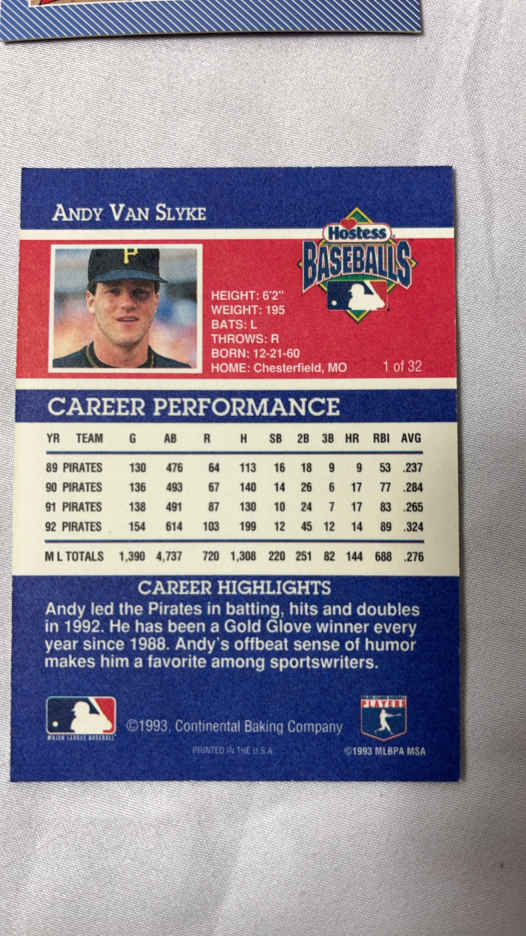 ANDY VAN SLYKE
Hostess
BASEBALLS
P
HEIGHT: 6'2"
WEIGHT: 195
BATS: L
THROWS: R
BORN: 12-21-60
HOME: Chesterfield, MO 1 of 32
CAREER PERFORMANCE
YR TEAM G AB R H SB 2B 3B HR RBI AVG
89 PIRATES 130 476 64 113 16 18 9 9 53 .237
90 PIRATES 136 493 67 140 14 26 6 17 77 .284
91 PIRATES 138 491 87 130 10 24 7 17 83 .265
92 PIRATES 154 614 103 199 12 45 12 14 89 .324
M L TOTALS 1,390 4,737 720 1,308 220 251 82 144 688 .276
CAREER HIGHLIGHTS
Andy led the Pirates in batting, hits and doubles
in 1992. He has been a Gold Glove winner every
year since 1988. Andy's offbeat sense of humor
makes him a favorite among sportswriters.
MAJOR LEAGUE BASEBALL
©1993, Continental Baking Company
PLAYERS
PRINTED IN THE U.S.A.
©1993 MLBPA MSA